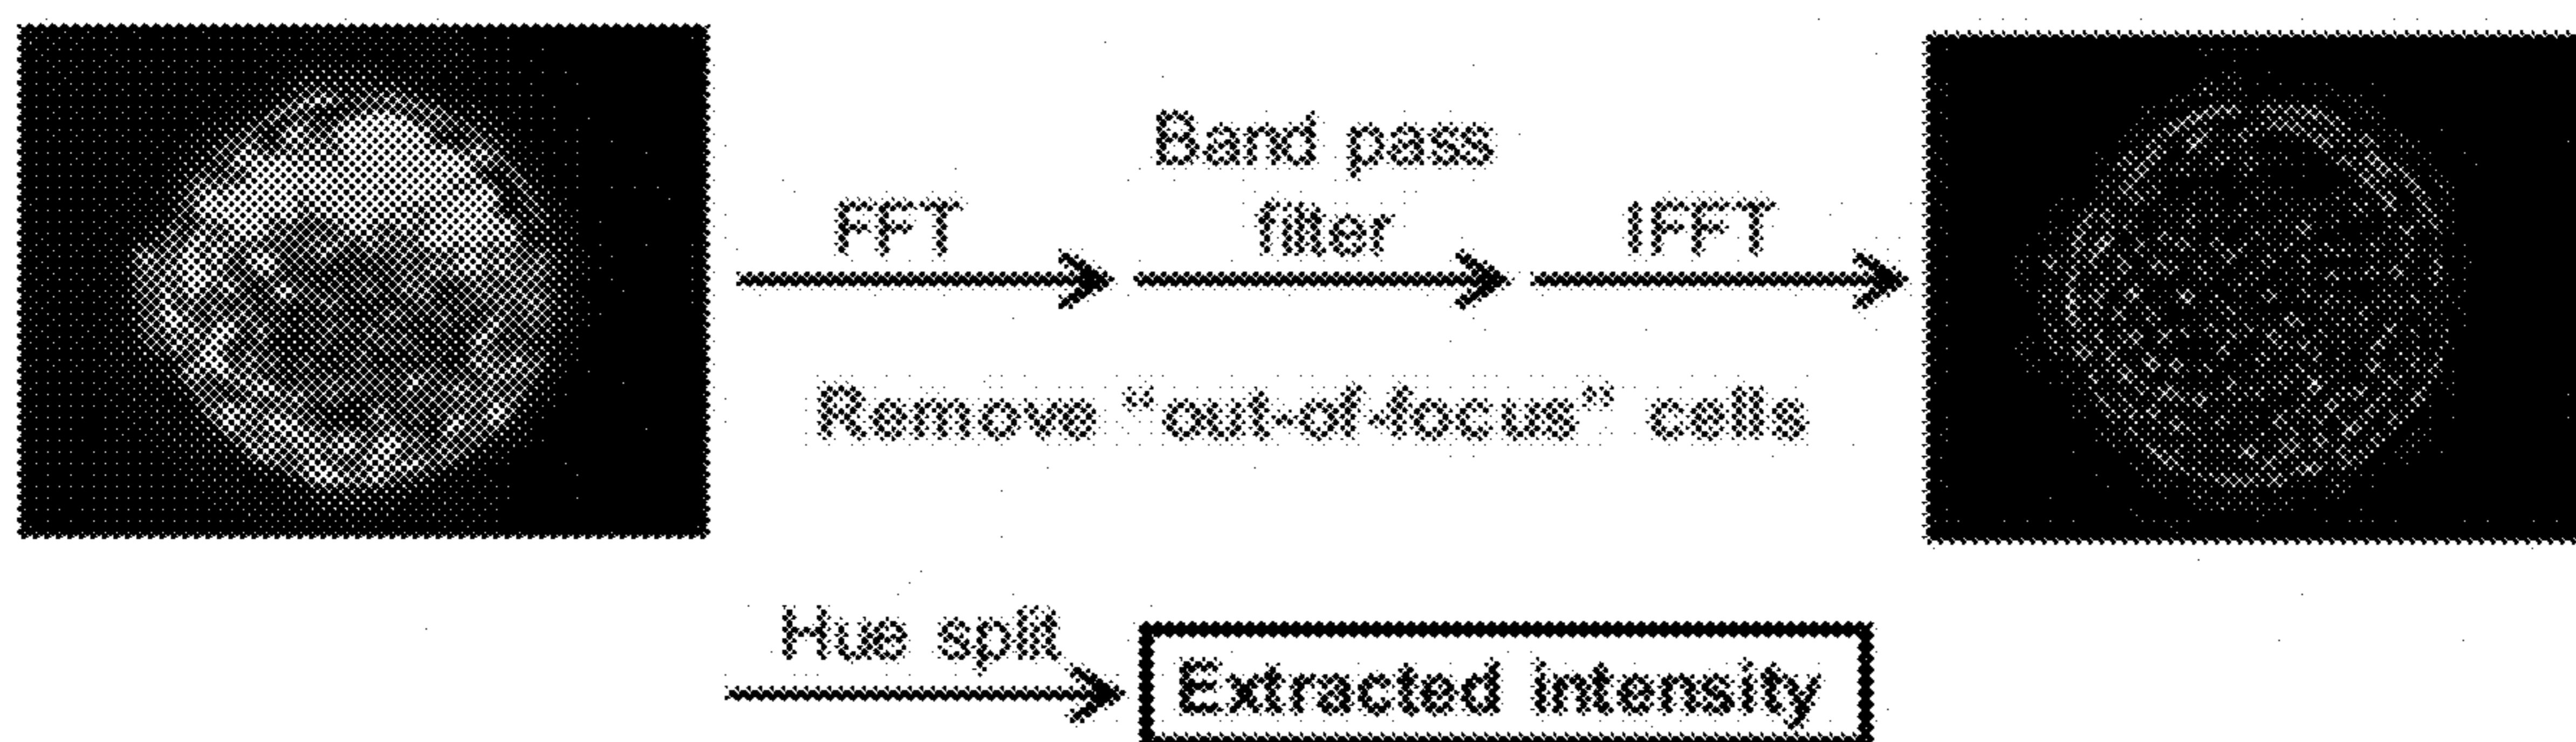 Band pass
FFT filter IFFT
Remove "out-of-focus" cells
Hue split
Extracted intensity